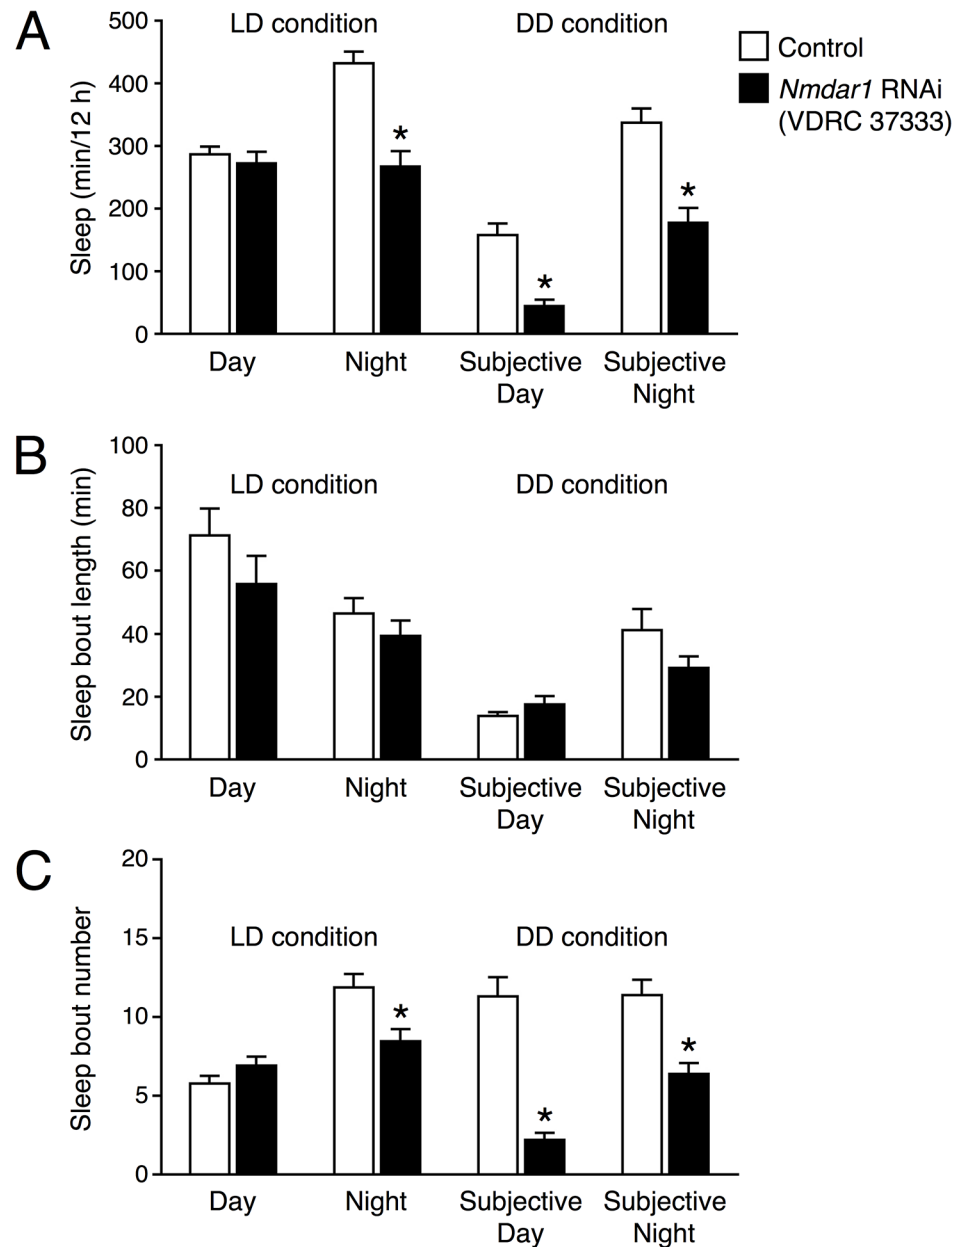 A
LD condition
DD condition
Control
Nmdar1 RNAi
(VDRC 37333)
Sleep (min/12 h)
500
400
300
200
100
0
*
*
*
Day
Night
Subjective
Day
Subjective
Night
B
LD condition
DD condition
Sleep bout length (min)
100
80
60
40
20
0
Day
Night
Subjective
Day
Subjective
Night
C
LD condition
DD condition
Sleep bout number
20
15
10
5
0
*
*
*
Day
Night
Subjective
Day
Subjective
Night